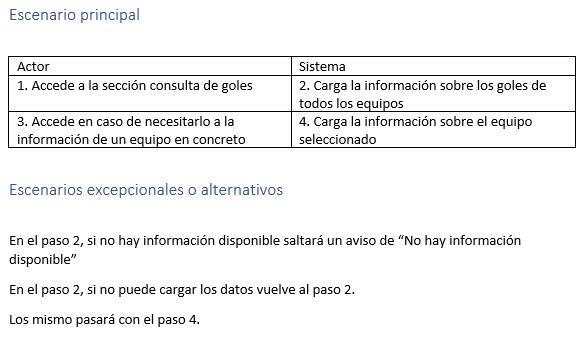 Escenario principal
Actor
Sistema
1. Accede a la sección consulta de goles
2. Carga la información sobre los goles de
todos los equipos
3. Accede en caso de necesitarlo a la
información de un equipo en concreto
4. Carga la información sobre el equipo
seleccionado
Escenarios excepcionales o alternativos
En el paso 2, si no hay información disponible saltará un aviso de “No hay información
disponible”
En el paso 2, si no puede cargar los datos vuelve al paso 2.
Los mismo pasará con el paso 4.